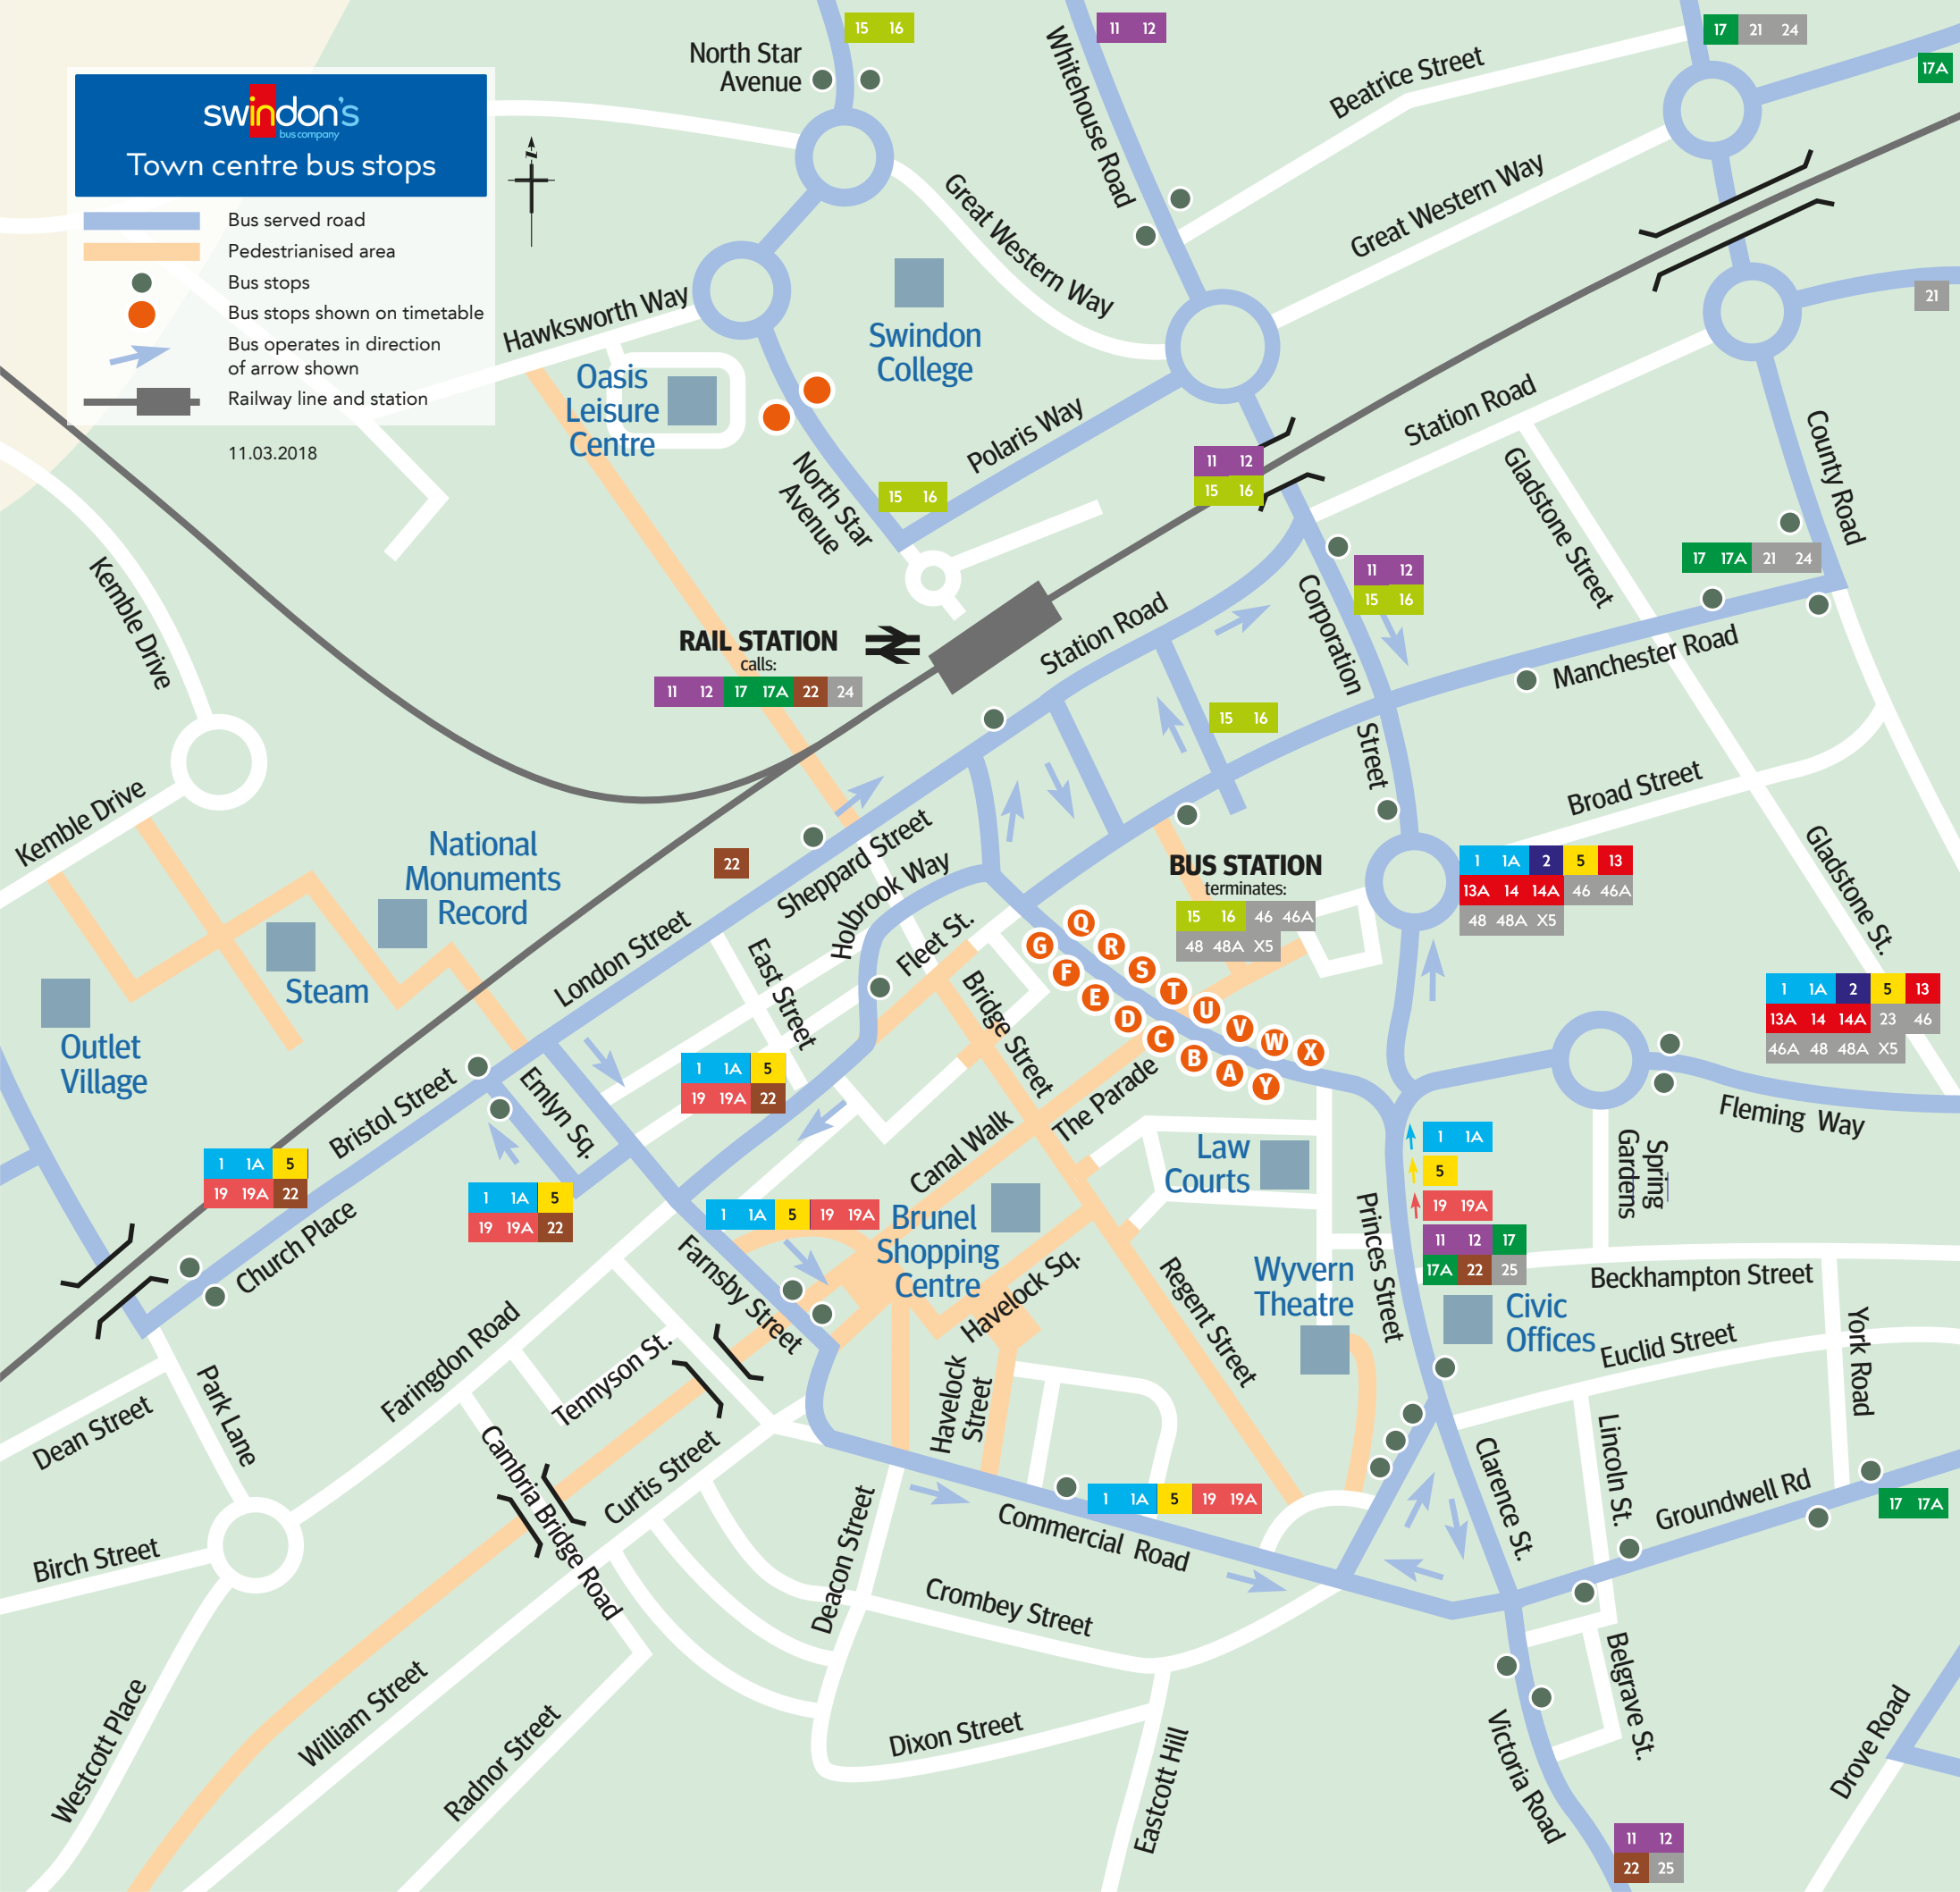 swindon's
bus company
Town centre bus stops
Bus served road
Pedestrianised area
Bus stops
Bus stops shown on timetable
Bus operates in direction
of arrow shown
Railway line and station
11.03.2018
N
North Star
Avenue
15 16
11 12
Whitehouse Road
Beatrice Street
17 21 24
17A
Great Western Way
Great Western Way
21
Hawksworth Way
Swindon
College
Oasis
Leisure
Centre
Polaris Way
North Star
Avenue
15 16
11 12
15 16
Station Road
Gladstone Street
County Road
Kemble Drive
RAIL STATION
calls:
11 12 17 17A 22 24
Station Road
11 12
15 16
Corporation
Street
17 17A 21 24
Manchester Road
15 16
Broad Street
Gladstone St.
Kemble Drive
National
Monuments
Record
Steam
Outlet
Village
22
Sheppard Street
Holbrook Way
London Street
East Street
Fleet St.
Bridge Street
BUS STATION
terminates:
15 16 46 46A
48 48A X5
1 1A 2 5 13
13A 14 14A 46 46A
48 48A X5
Q
G
R
F
S
E
T
D
U
C
V
B
W
A
X
Y
1 1A 2 5 13
13A 14 14A 23 46
46A 48 48A X5
Fleming Way
Spring
Gardens
Bristol Street
Emlyn Sq.
1 1A 5
19 19A 22
Canal Walk
The Parade
Law
Courts
1 1A
5
19 19A
11 12 17
17A 22 25
Princes Street
1 1A 5
19 19A 22
Church Place
1 1A 5
19 19A 22
1 1A 5 19 19A
Brunel
Shopping
Centre
Farnsby Street
Havelock Sq.
Havelock
Street
Regent Street
Wyvern
Theatre
Civic
Offices
Beckhampton Street
Euclid Street
York Road
Faringdon Road
Tennyson St.
Park Lane
Dean Street
Cambria Bridge Road
Curtis Street
Birch Street
Deacon Street
1 1A 5 19 19A
Commercial Road
Clarence St.
Lincoln St.
Groundwell Rd
17 17A
Crombey Street
Belgrave St.
William Street
Westcott Place
Radnor Street
Dixon Street
Eastcott Hill
Victoria Road
Drove Road
11 12
22 25